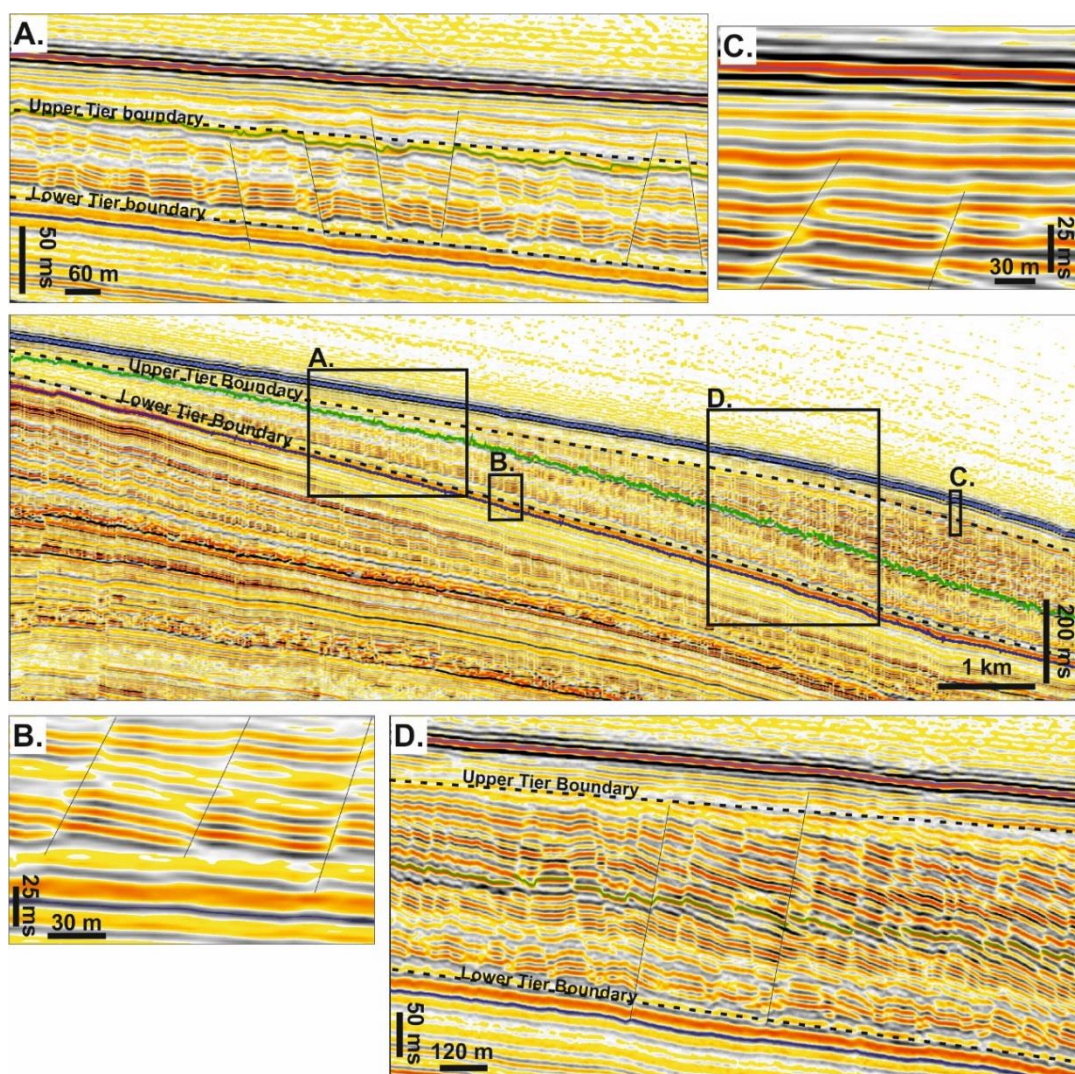 A.
Upper Tier boundary
Lower Tier boundary
50 ms
60 m
C.
25 ms
30 m
A.
Upper Tier Boundary
Lower Tier Boundary
B.
D.
C.
200 ms
1 km
B.
25 ms
30 m
D.
Upper Tier Boundary
Lower Tier Boundary
50 ms
120 m